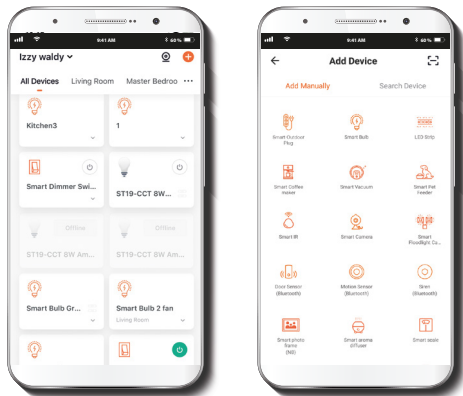 9:41 AM
60%
Izzy waldy
All Devices Living Room Master Bedroo ...
Kitchen3
1
Smart Dimmer Swi...
ST19-CCT 8W...
Offline
Offline
ST19-CCT 8W Am...
ST19-CCT 8W Am...
Smart Bulb Gr...
Smart Bulb 2 fan
Living Room
9:41 AM
60%
Add Device
Add Manually
Search Device
Smart Outdoor
Plug
Smart Bulb
LED Strip
Smart Coffee
maker
Smart Vacuum
Smart Pet
Feeder
Smart IR
Smart Camera
Smart
Floodlight Ca...
Door Sensor
(Bluetooth)
Motion Sensor
(Bluetooth)
Siren
(Bluetooth)
Smart photo
frame
(NB)
Smart aroma
diffuser
Smart scale